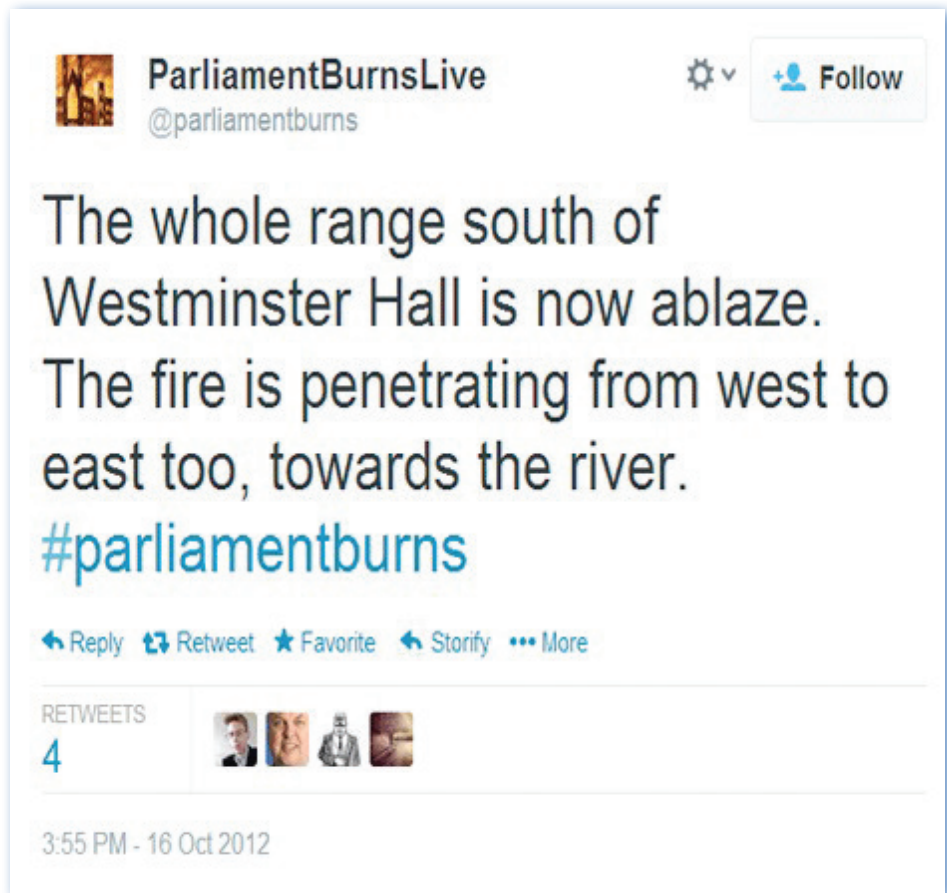 ParliamentBurnsLive
@parliamentburns
Follow
The whole range south of
Westminster Hall is now ablaze.
The fire is penetrating from west to
east too, towards the river.
#parliamentburns
Reply Retweet Favorite Storify More
RETWEETS
4
3:55 PM - 16 Oct 2012